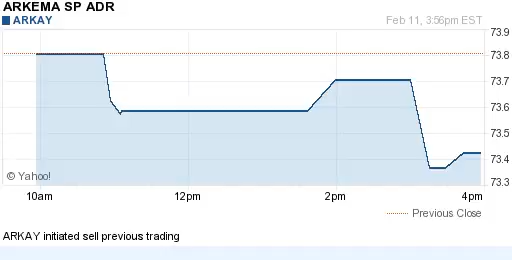 ARKEMA SP ADR
ARKAY Feb 11, 3:56pm EST
73.9
73.8
73.7
73.6
73.5
73.4
73.3
© Yahoo!
10am 12pm 2pm 4pm
Previous Close
ARKAY initiated sell previous trading